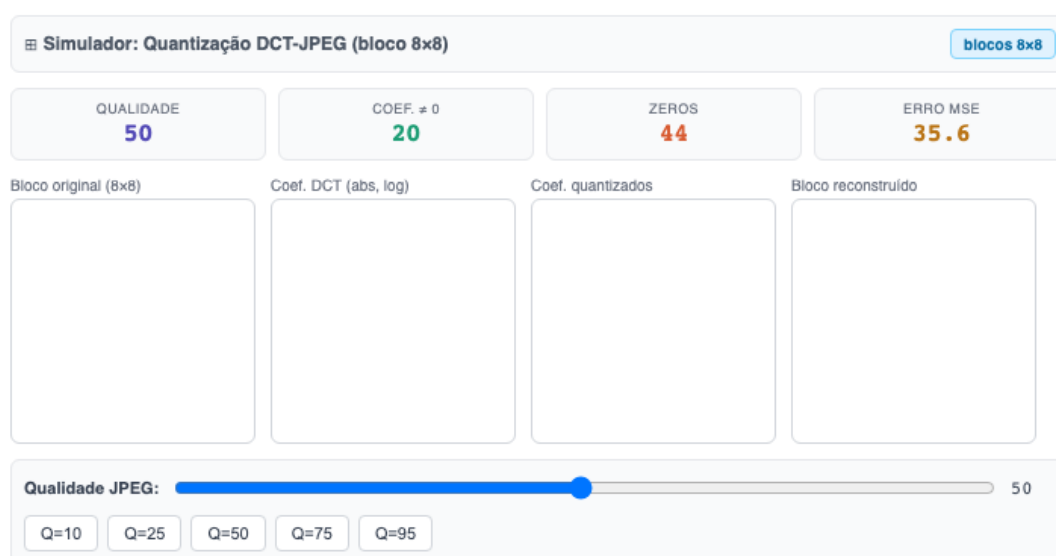 ⊞ Simulador: Quantização DCT-JPEG (bloco 8×8)
blocos 8×8
QUALIDADE
50
COEF. ≠ 0
20
ZEROS
44
ERRO MSE
35.6
Bloco original (8×8)
Coef. DCT (abs, log)
Coef. quantizados
Bloco reconstruído
Qualidade JPEG:
50
Q=10
Q=25
Q=50
Q=75
Q=95